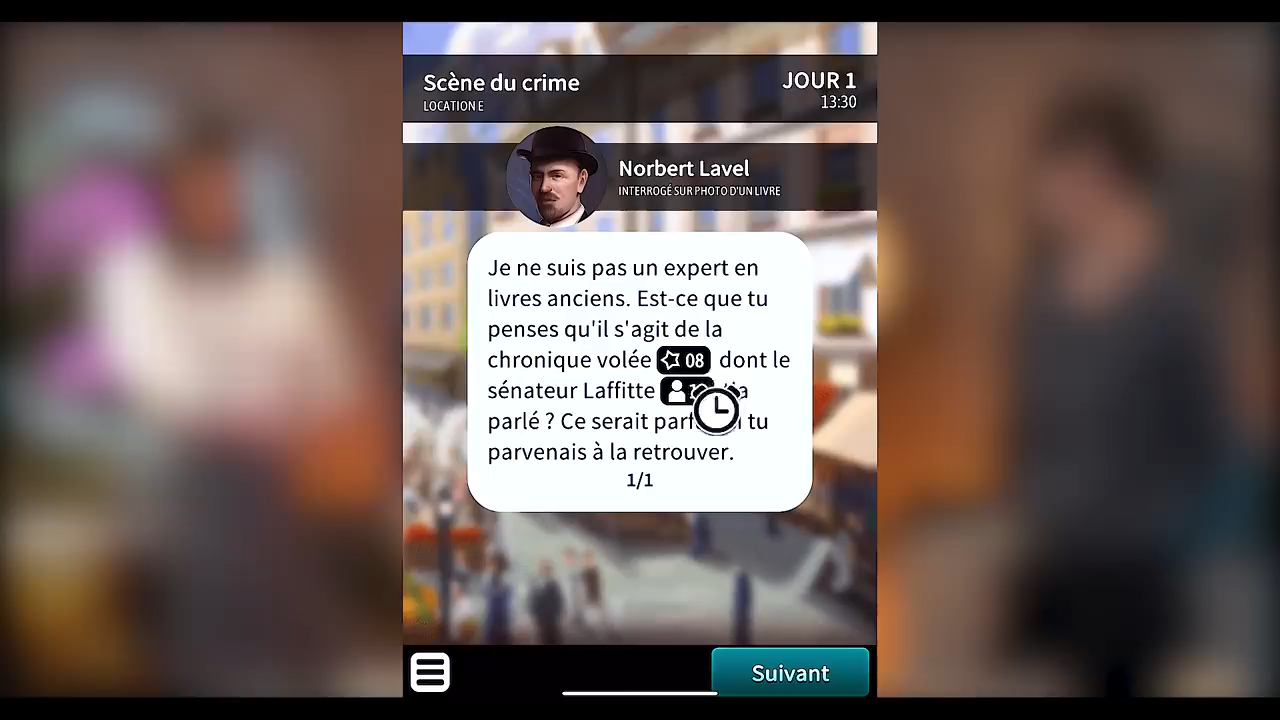 Scène du crime
LOCATION E
JOUR 1
13:30
Norbert Lavel
INTERROGÉ SUR PHOTO D'UN LIVRE
Je ne suis pas un expert en
livres anciens. Est-ce que tu
penses qu'il s'agit de la
chronique volée 08 dont le
sénateur Laffitte
parlé ? Ce serait tu
parvenais à la retrouver.
1/1
Suivant